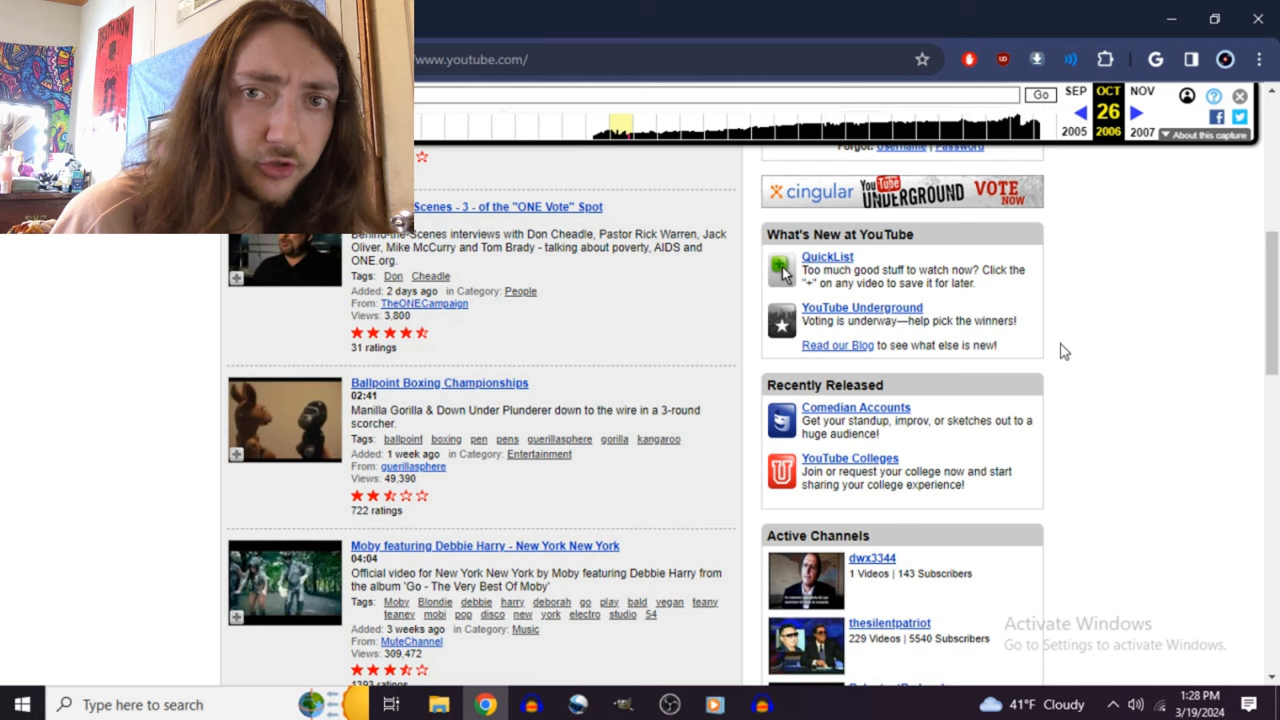 www.youtube.com/
Go
SEP OCT NOV
26
2005 2006 2007
About this capture
Forgot: Username | Password
cingular YouTube UNDERGROUND VOTE NOW
Scenes - 3 - of the "ONE Vote" Spot
Behind-the-Scenes interviews with Don Cheadle, Pastor Rick Warren, Jack
Oliver, Mike McCurry and Tom Brady - talking about poverty, AIDS and
ONE.org.
Tags: Don Cheadle
Added: 2 days ago in Category: People
From: TheONECampaign
Views: 3,800
31 ratings
Ballpoint Boxing Championships
02:41
Manilla Gorilla & Down Under Plunderer down to the wire in a 3-round
scorcher.
Tags: ballpoint boxing pen pens guerillasphere gorilla kangaroo
Added: 1 week ago in Category: Entertainment
From: guerillasphere
Views: 49,390
722 ratings
Moby featuring Debbie Harry - New York New York
04:04
Official video for New York New York by Moby featuring Debbie Harry from
the album 'Go - The Very Best Of Moby'
Tags: Moby Blondie debbie harry deborah go play bald vegan teany
teaney mobi pop disco new york electro studio 54
Added: 3 weeks ago in Category: Music
From: MuteChannel
Views: 309,472
1393 ratings
What's New at YouTube
QuickList
Too much good stuff to watch now? Click the
"+" on any video to save it for later.
YouTube Underground
Voting is underway—help pick the winners!
Read our Blog to see what else is new!
Recently Released
Comedian Accounts
Get your standup, improv, or sketches out to a
huge audience!
YouTube Colleges
Join or request your college now and start
sharing your college experience!
Active Channels
dwx3344
1 Videos | 143 Subscribers
thesilentpatriot
229 Videos | 5540 Subscribers
Activate Windows
Go to Settings to activate Windows.
Type here to search
41°F Cloudy
1:28 PM
3/19/2024